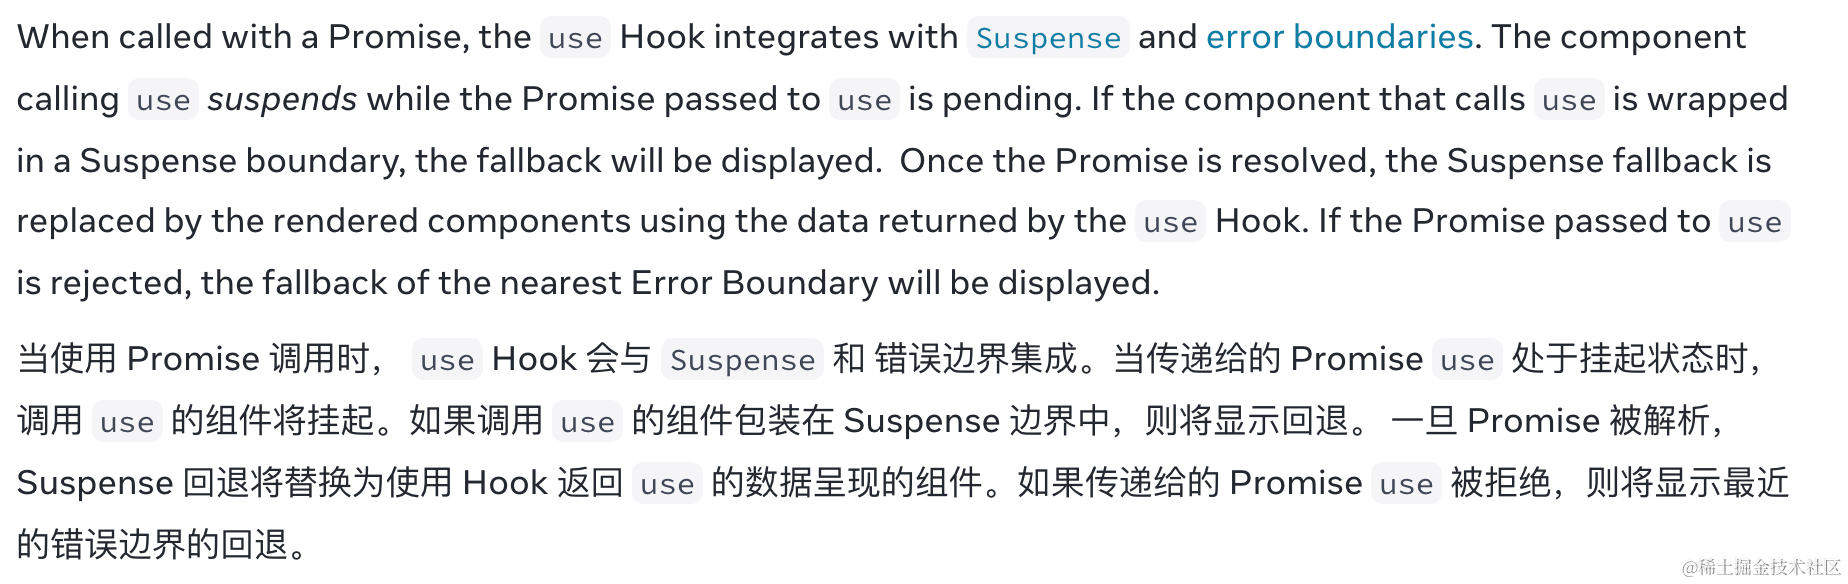 When called with a Promise, the use Hook integrates with Suspense and error boundaries. The component
calling use suspends while the Promise passed to use is pending. If the component that calls use is wrapped
in a Suspense boundary, the fallback will be displayed.  Once the Promise is resolved, the Suspense fallback is
replaced by the rendered components using the data returned by the use Hook. If the Promise passed to use
is rejected, the fallback of the nearest Error Boundary will be displayed.
当使用 Promise 调用时， use Hook 会与 Suspense 和 错误边界集成。当传递给的 Promise use 处于挂起状态时，
调用 use 的组件将挂起。如果调用 use 的组件包装在 Suspense 边界中，则将显示回退。 一旦 Promise 被解析，
Suspense 回退将替换为使用 Hook 返回 use 的数据呈现的组件。如果传递给的 Promise use 被拒绝，则将显示最近
的错误边界的回退。
@稀土掘金技术社区